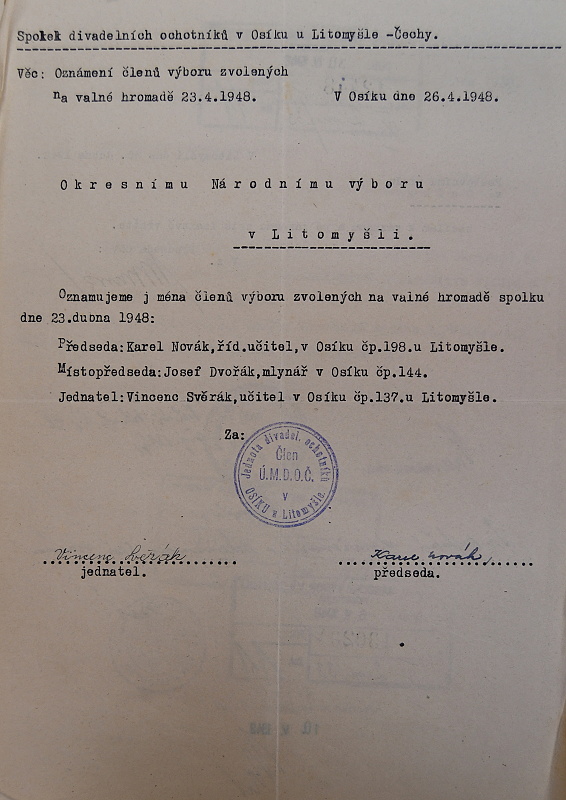 Spolek divadelních ochotníků v Osíku u Litomyšle -Čechy.
Věc: Oznámení členů výboru zvolených
na valné hromadě 23.4.1948. V Osíku dne 26.4.1948.
Okresnímu Národnímu výboru
v Litomyšli.
Oznamujeme j ména členů výboru zvolených na valné hromadě spolku
dne 23.dubna 1948:
Předseda:Karel Novák,říd.učitel,v Osíku čp.198.u Litomyšle.
Místopředseda:Josef Dvořák,mlynář v Osíku čp.144.
Jednatel:Vincenc Svěrák,učitel v Osíku čp.137.u Litomyšle.
Za:
Jednota divadel. ochotníků
Člen
Ú.M.D.O.Č.
v
OSÍKU u Litomyšle
Vincenc Svěrák Karel Novák
jednatel. předseda.